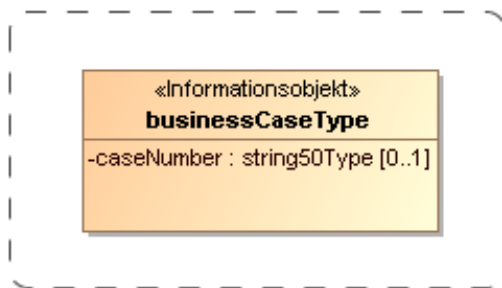 «Informationsobjekt»
businessCaseType
-caseNumber : string50Type [0..1]